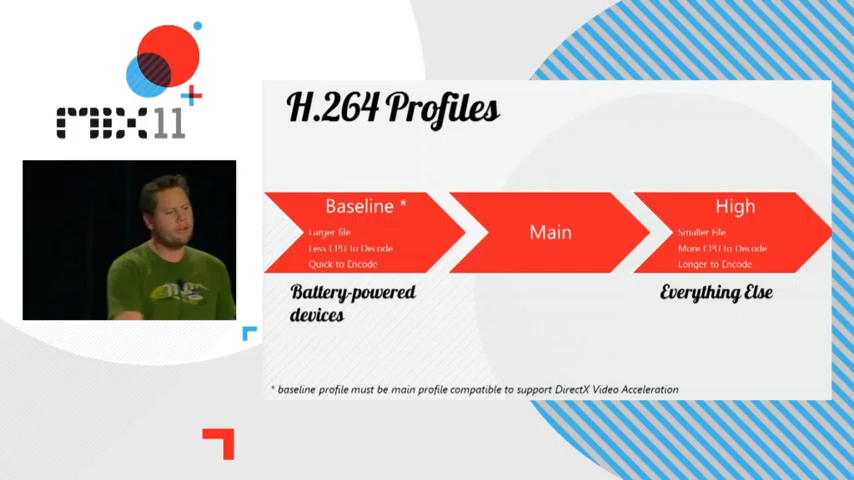 mix11
H.264 Profiles
Baseline *
Larger file
Less CPU to Decode
Quick to Encode
Main
High
Smaller File
More CPU to Decode
Longer to Encode
Battery-powered
devices
Everything Else
* baseline profile must be main profile compatible to support DirectX Video Acceleration